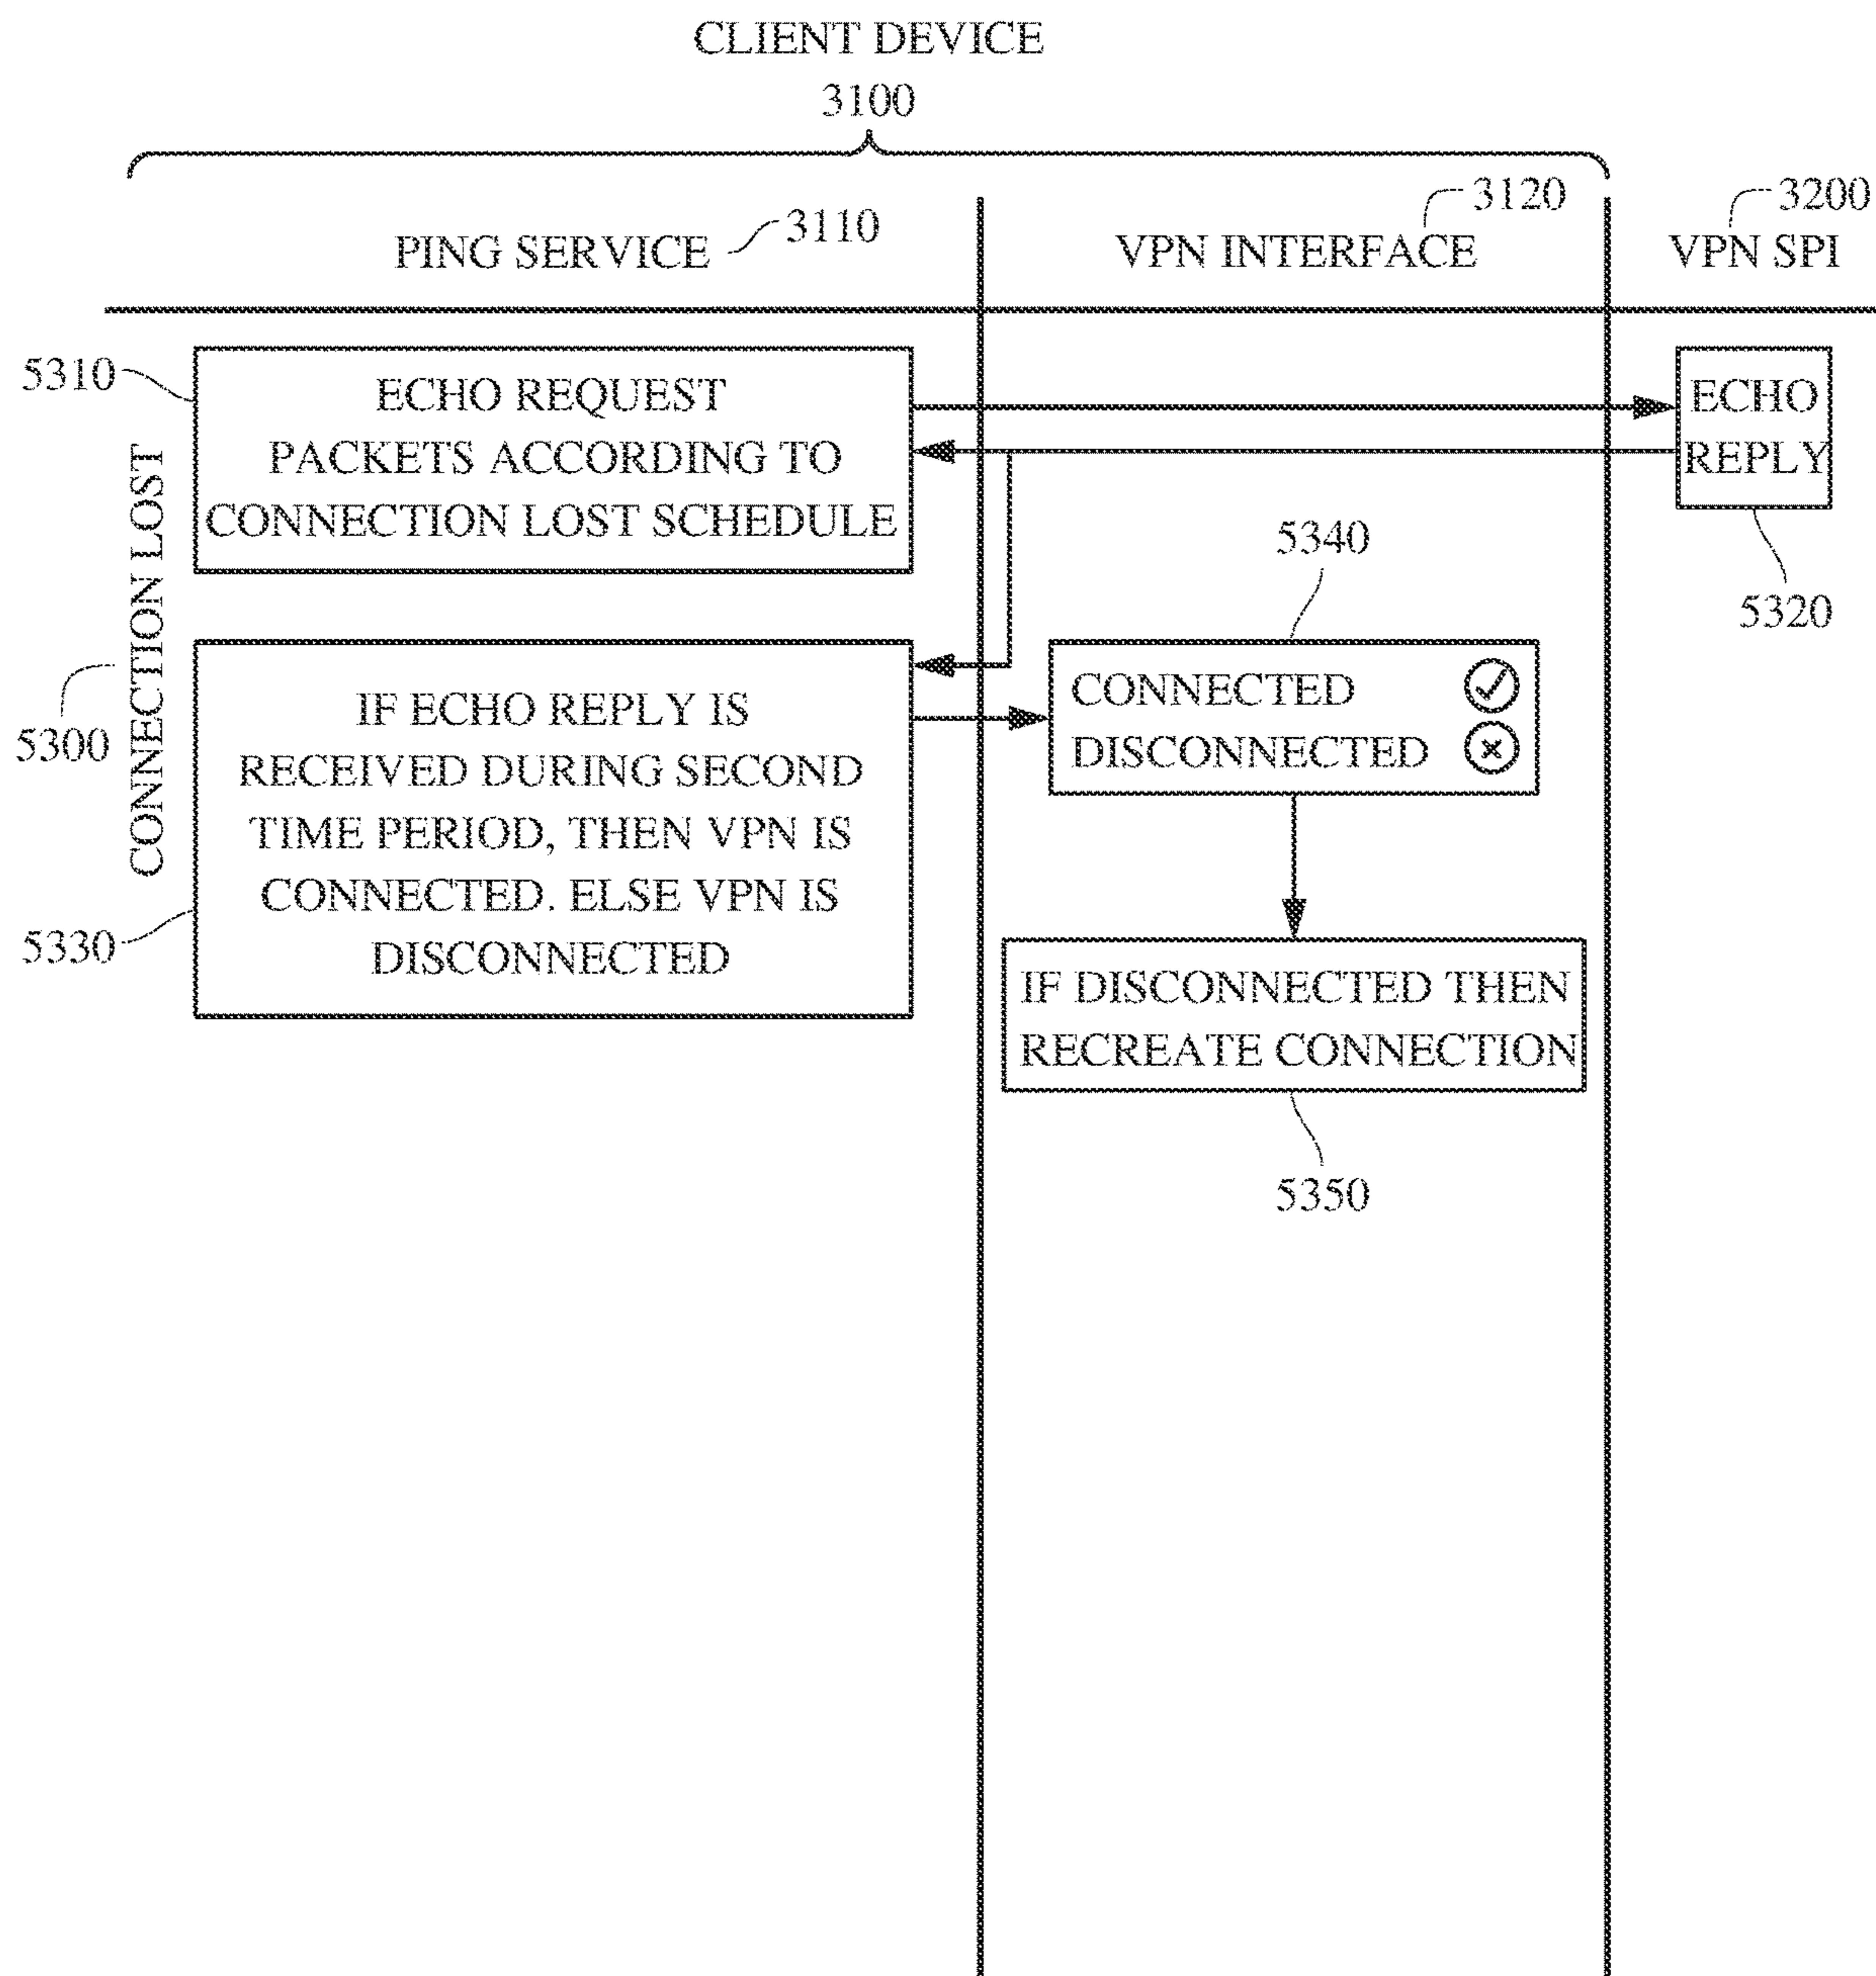 CLIENT DEVICE
3100
PING SERVICE 3110
VPN INTERFACE 3120
VPN SPI 3200
5310
ECHO REQUEST
PACKETS ACCORDING TO
CONNECTION LOST SCHEDULE
ECHO
REPLY
5320
CONNECTION LOST
5300
5340
CONNECTED
DISCONNECTED
IF ECHO REPLY IS
RECEIVED DURING SECOND
TIME PERIOD, THEN VPN IS
CONNECTED. ELSE VPN IS
DISCONNECTED
5330
IF DISCONNECTED THEN
RECREATE CONNECTION
5350